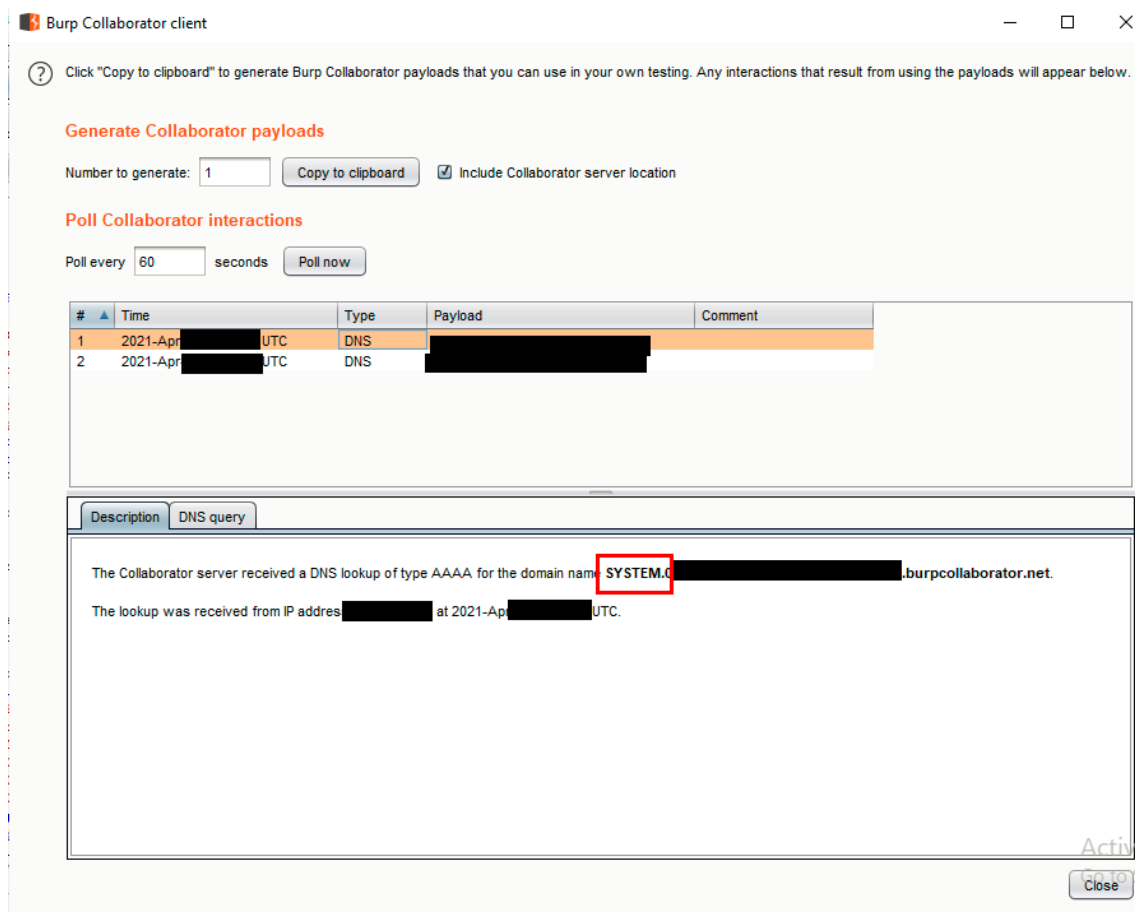 Burp Collaborator client
Click "Copy to clipboard" to generate Burp Collaborator payloads that you can use in your own testing. Any interactions that result from using the payloads will appear below.
Generate Collaborator payloads
Number to generate: 1 Copy to clipboard Include Collaborator server location
Poll Collaborator interactions
Poll every 60 seconds Poll now
# Time Type Payload Comment
1 2021-Apr UTC DNS
2 2021-Apr UTC DNS
Description DNS query
The Collaborator server received a DNS lookup of type AAAA for the domain name SYSTEM. .burpcollaborator.net.
The lookup was received from IP addres at 2021-Apr UTC.
Activ
Go to
Close